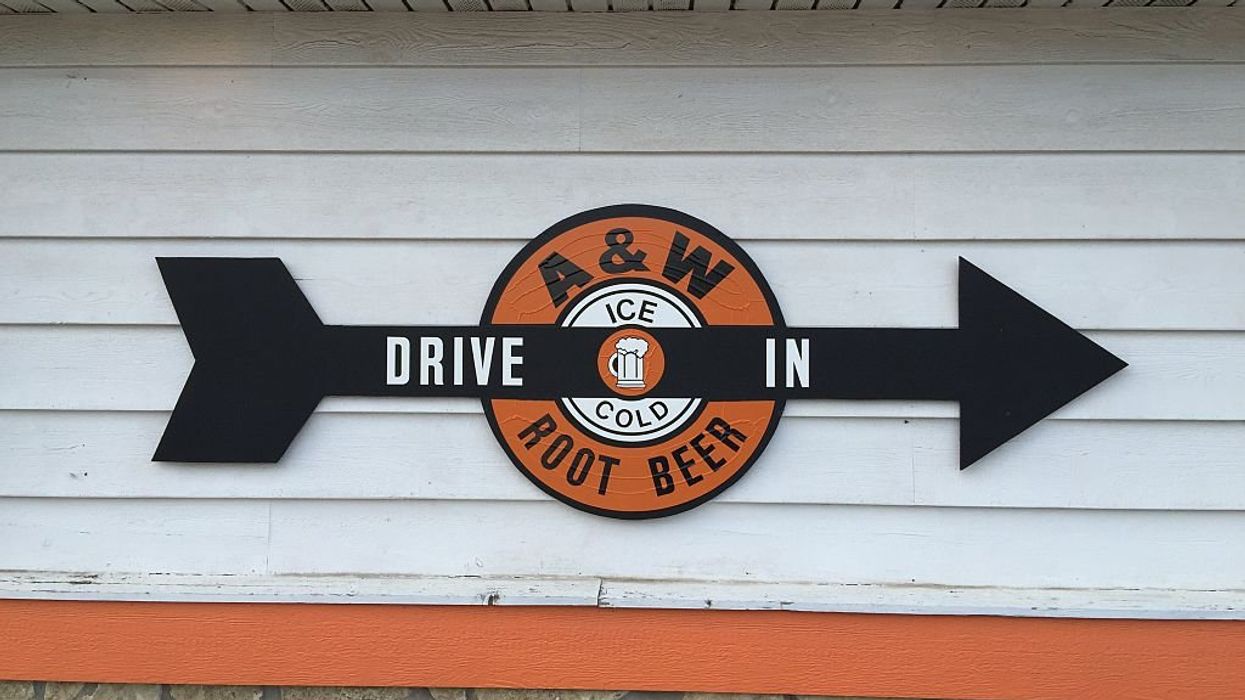 A&W
ICE
DRIVE IN
COLD
ROOT BEER